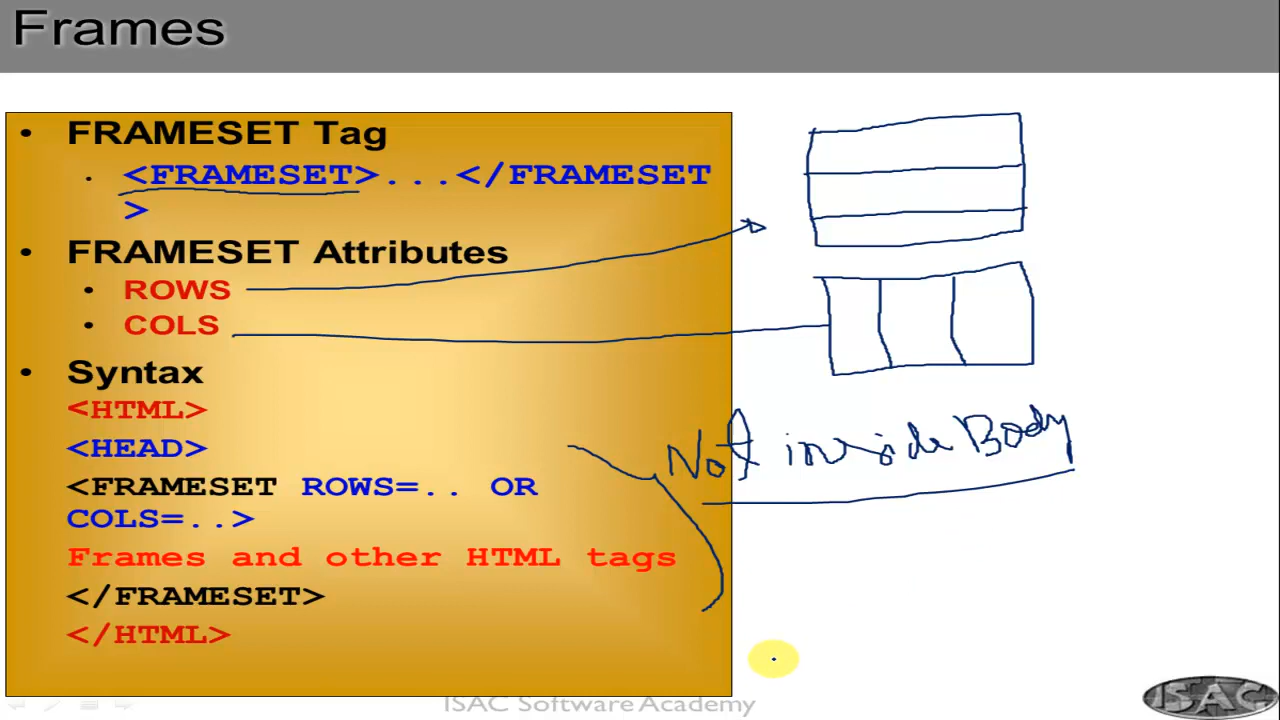 Frames
• FRAMESET Tag
• <FRAMESET>...</FRAMESET
>
• FRAMESET Attributes
• ROWS
• COLS
• Syntax
<HTML>
<HEAD>
<FRAMESET ROWS=.. OR
COLS=..>
Frames and other HTML tags
</FRAMESET>
</HTML>
Not inside Body
ISAC Software Academy
ISAC